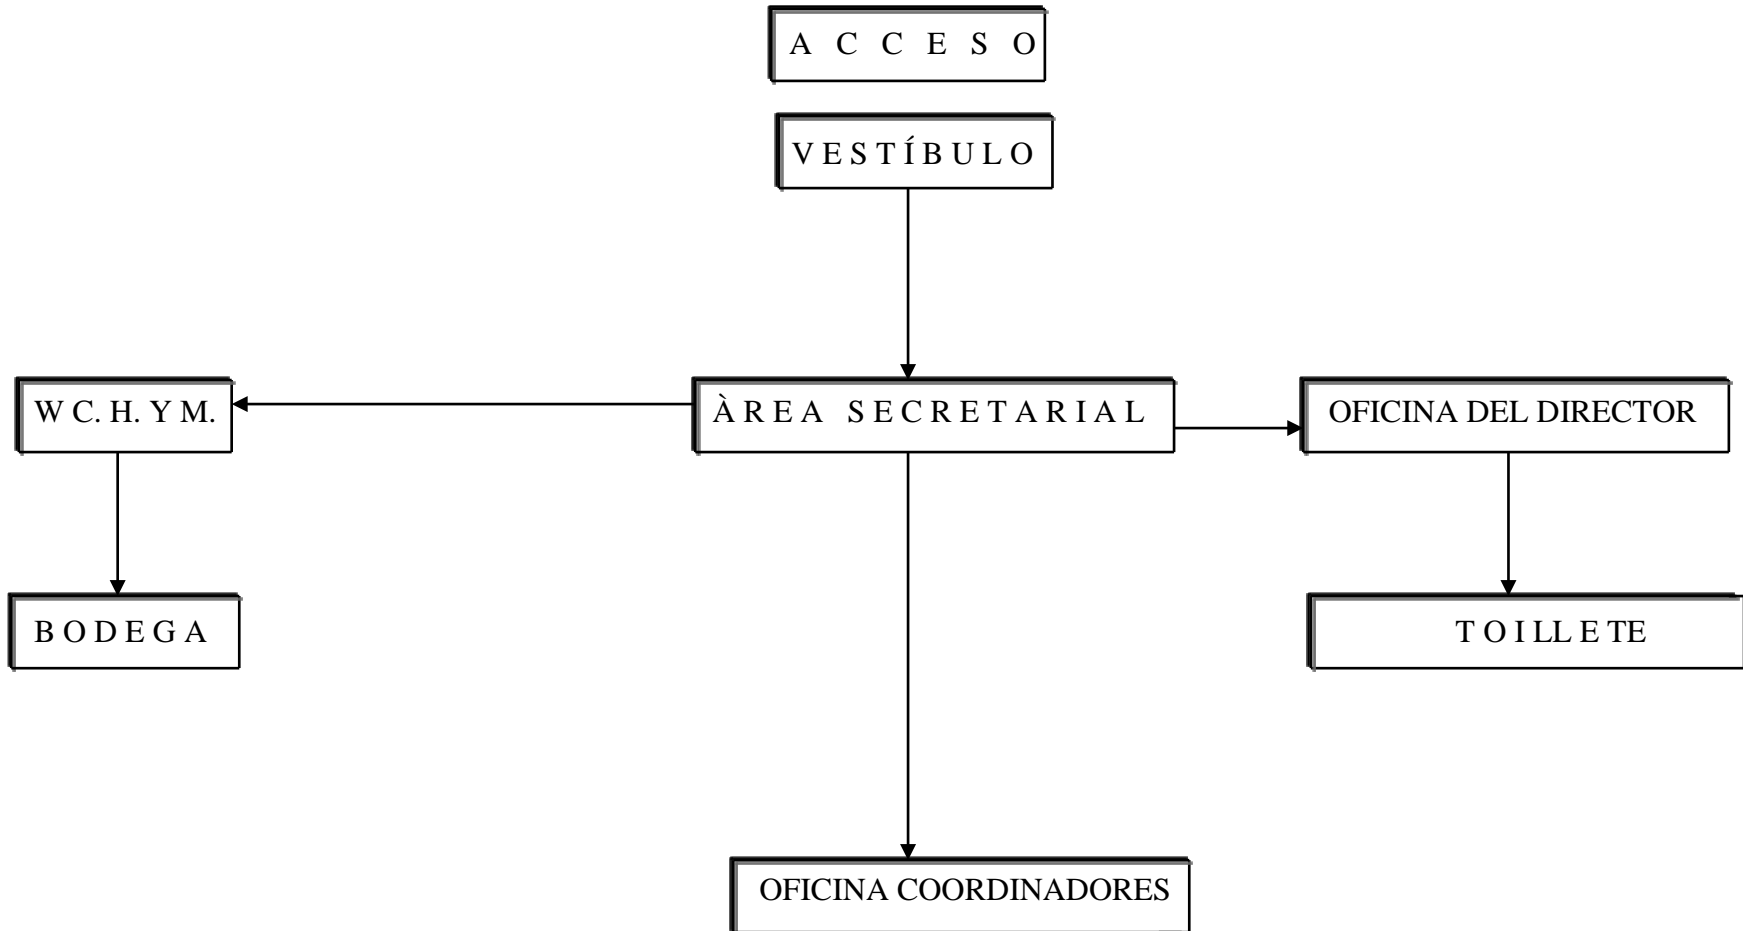 A C C E S O
V E S T Í B U L O
W C. H. Y M.
À R E A S E C R E T A R I A L
OFICINA DEL DIRECTOR
B O D E G A
T O I LL E TE
OFICINA COORDINADORES